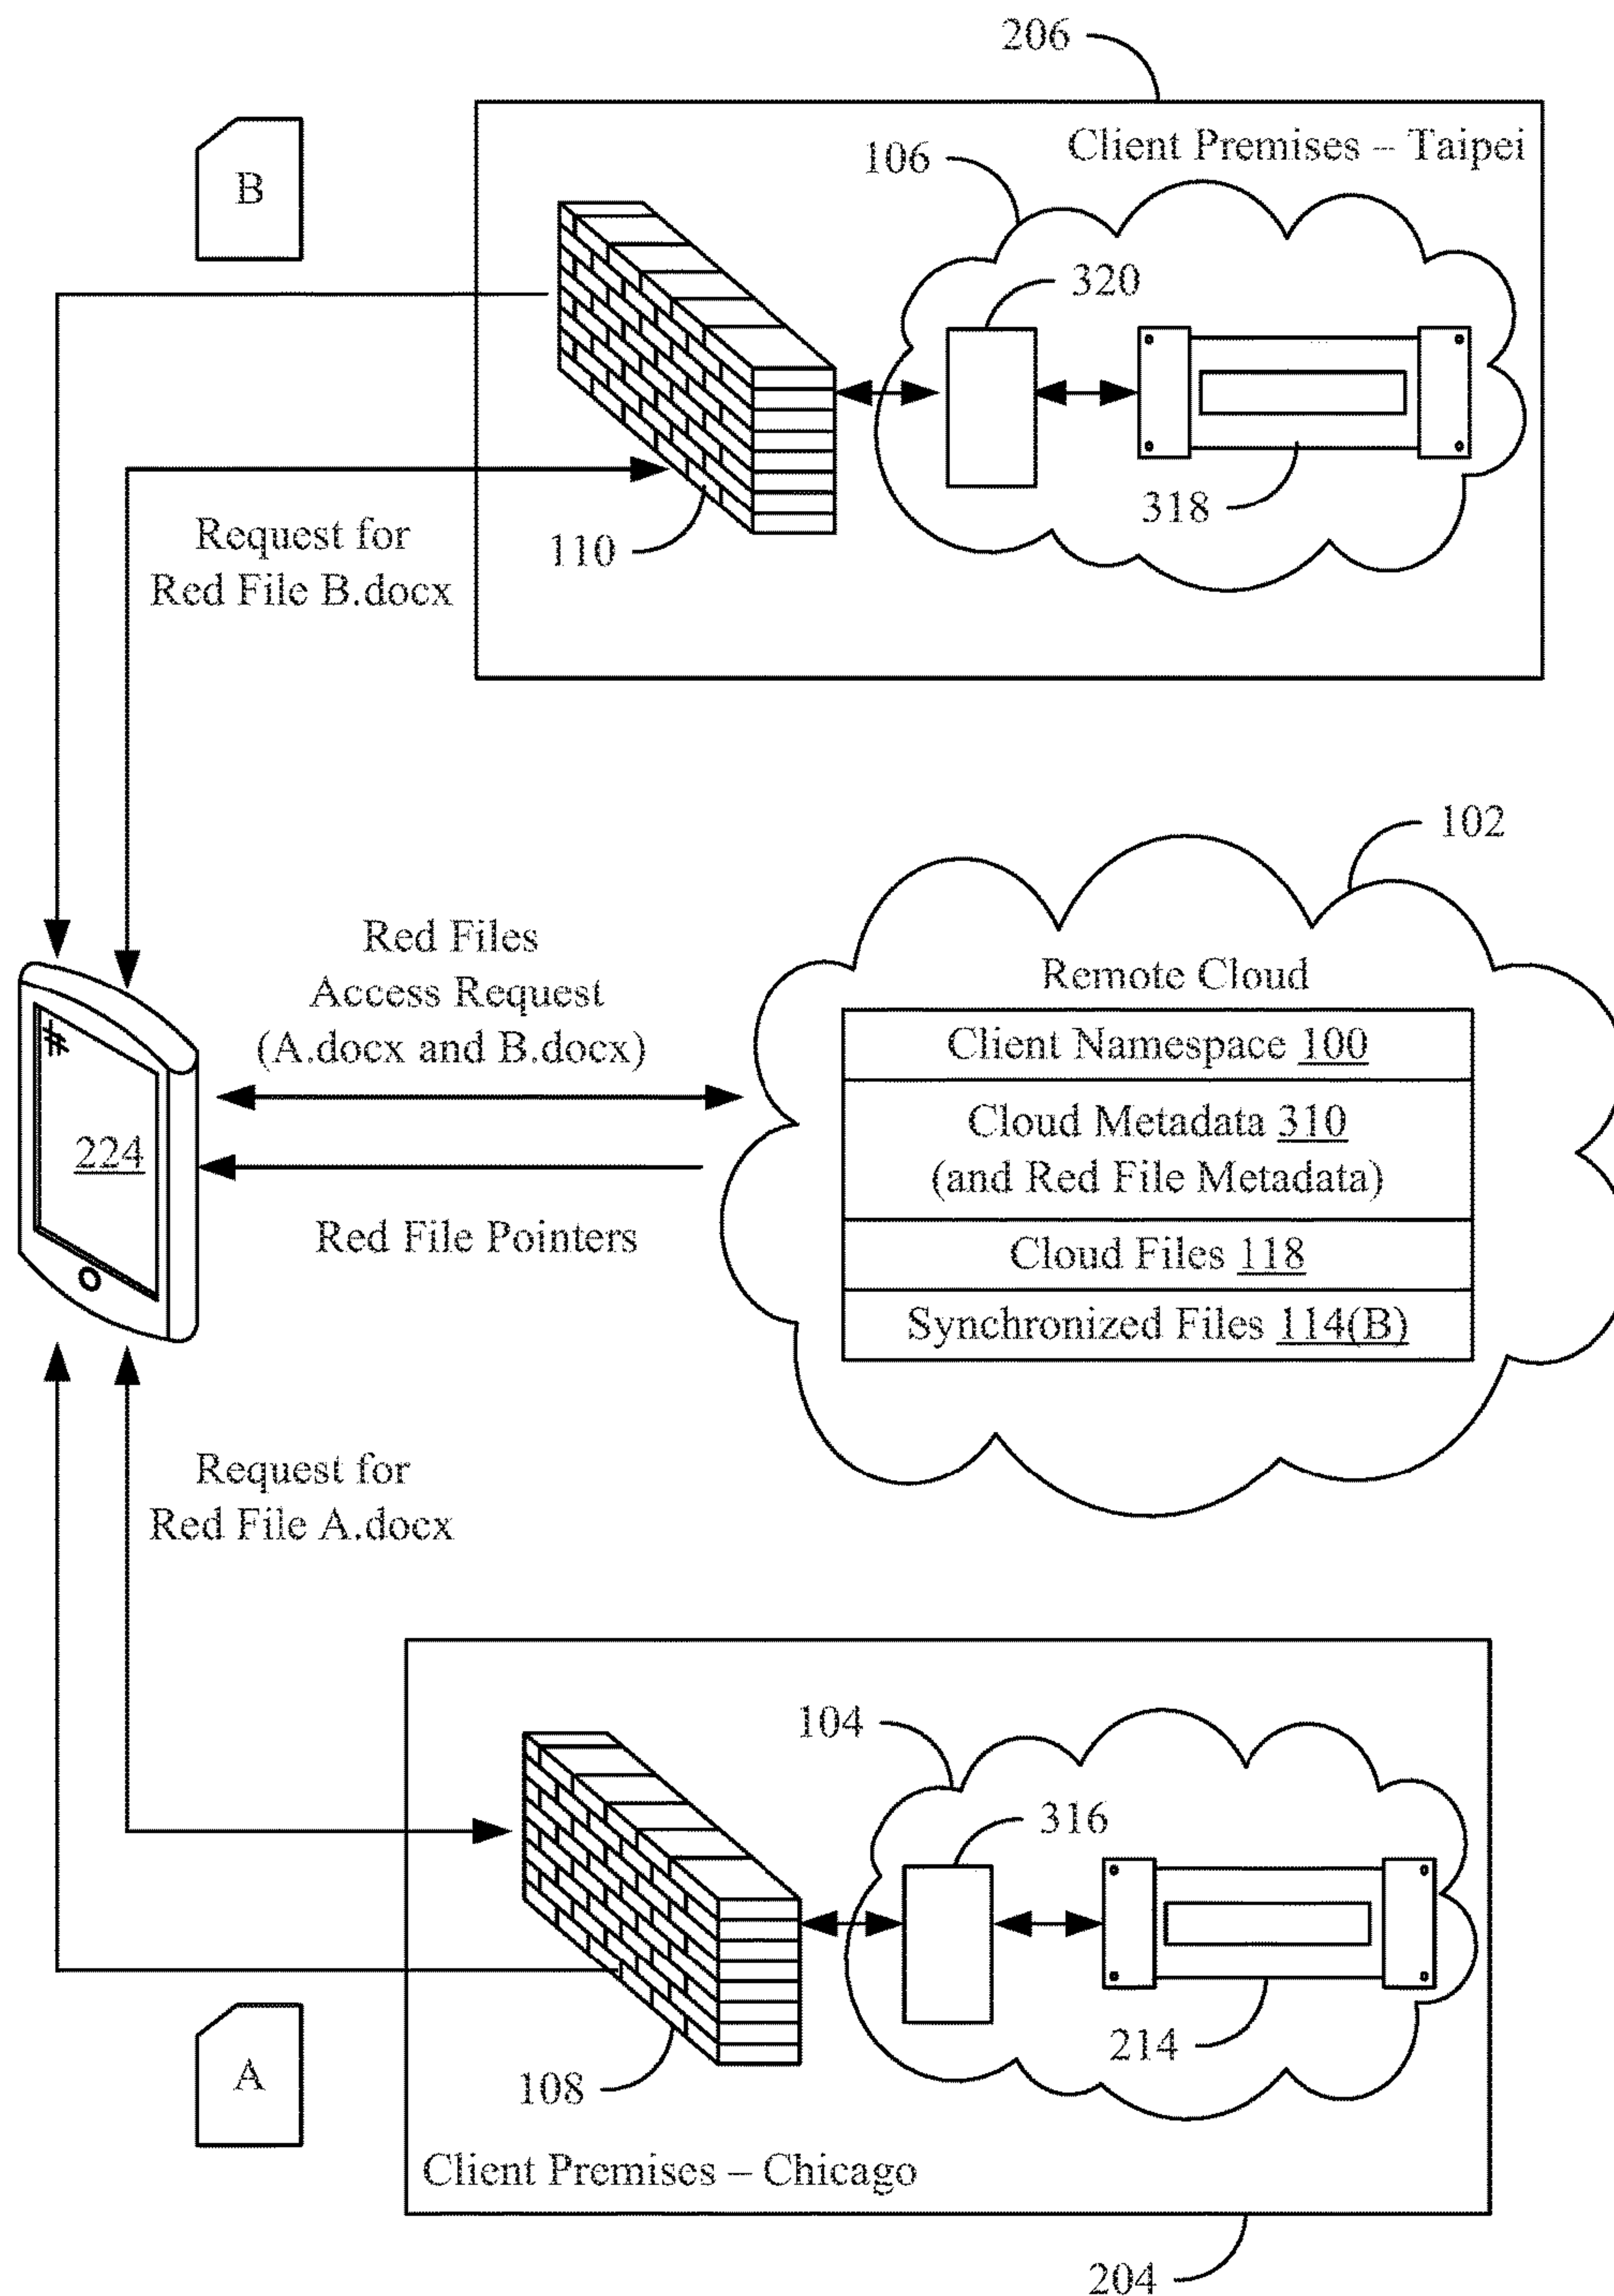 206
B
Client Premises – Taipei
106
320
318
110
Request for
Red File B.docx
102
Red Files
Access Request
(A.docx and B.docx)
Remote Cloud
Client Namespace 100
Cloud Metadata 310
(and Red File Metadata)
Cloud Files 118
Synchronized Files 114(B)
224
Red File Pointers
Request for
Red File A.docx
104
316
214
108
A
Client Premises – Chicago
204